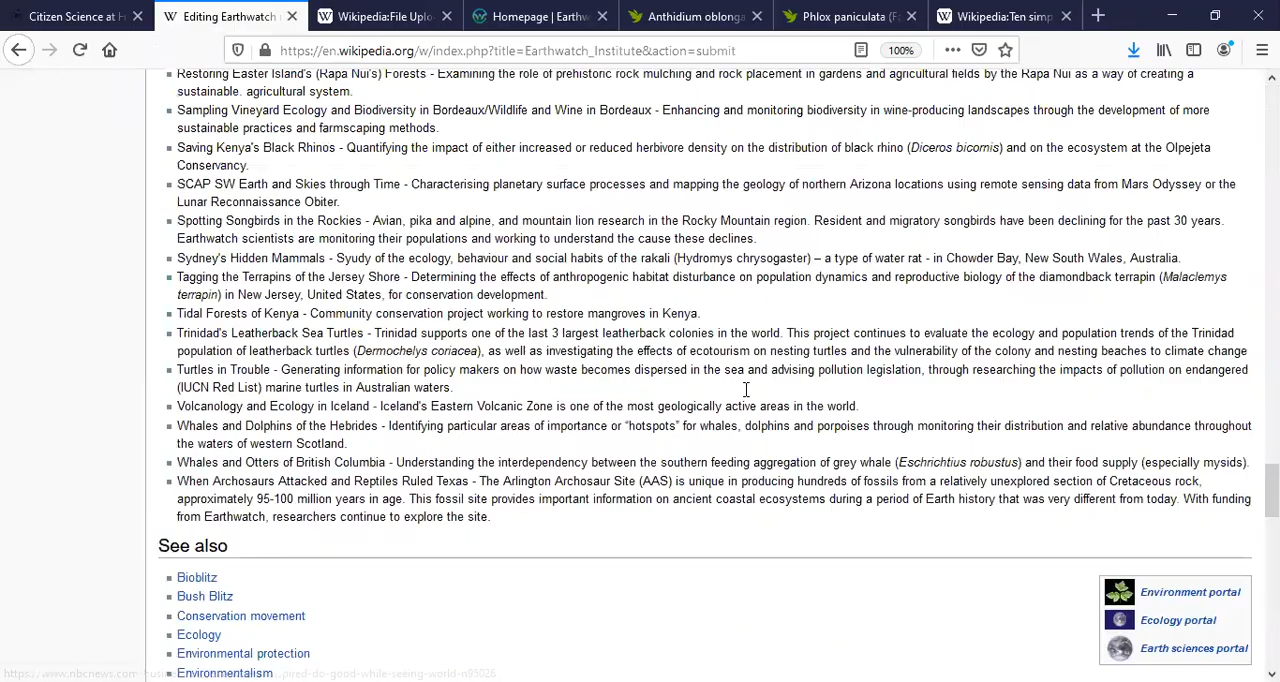 Citizen Science at H
Editing Earthwatch
Wikipedia:File Uplo
Homepage | Earthw
Anthidium oblonga
Phlox paniculata (F
Wikipedia:Ten simp
https://en.wikipedia.org/w/index.php?title=Earthwatch_Institute&action=submit
100%
Restoring Easter Island's (Rapa Nui's) Forests - Examining the role of prehistoric rock mulching and rock placement in gardens and agricultural fields by the Rapa Nui as a way of creating a
sustainable. agricultural system.
Sampling Vineyard Ecology and Biodiversity in Bordeaux/Wildlife and Wine in Bordeaux - Enhancing and monitoring biodiversity in wine-producing landscapes through the development of more
sustainable practices and farmscaping methods.
Saving Kenya's Black Rhinos - Quantifying the impact of either increased or reduced herbivore density on the distribution of black rhino (Diceros bicornis) and on the ecosystem at the Olpejeta
Conservancy.
SCAP SW Earth and Skies through Time - Characterising planetary surface processes and mapping the geology of northern Arizona locations using remote sensing data from Mars Odyssey or the
Lunar Reconnaissance Obiter.
Spotting Songbirds in the Rockies - Avian, pika and alpine, and mountain lion research in the Rocky Mountain region. Resident and migratory songbirds have been declining for the past 30 years.
Earthwatch scientists are monitoring their populations and working to understand the cause these declines.
Sydney's Hidden Mammals - Syudy of the ecology, behaviour and social habits of the rakali (Hydromys chrysogaster) – a type of water rat - in Chowder Bay, New South Wales, Australia.
Tagging the Terrapins of the Jersey Shore - Determining the effects of anthropogenic habitat disturbance on population dynamics and reproductive biology of the diamondback terrapin (Malaclemys
terrapin) in New Jersey, United States, for conservation development.
Tidal Forests of Kenya - Community conservation project working to restore mangroves in Kenya.
Trinidad's Leatherback Sea Turtles - Trinidad supports one of the last 3 largest leatherback colonies in the world. This project continues to evaluate the ecology and population trends of the Trinidad
population of leatherback turtles (Dermochelys coriacea), as well as investigating the effects of ecotourism on nesting turtles and the vulnerability of the colony and nesting beaches to climate change
Turtles in Trouble - Generating information for policy makers on how waste becomes dispersed in the sea and advising pollution legislation, through researching the impacts of pollution on endangered
(IUCN Red List) marine turtles in Australian waters.
Volcanology and Ecology in Iceland - Iceland's Eastern Volcanic Zone is one of the most geologically active areas in the world.
Whales and Dolphins of the Hebrides - Identifying particular areas of importance or “hotspots” for whales, dolphins and porpoises through monitoring their distribution and relative abundance throughout
the waters of western Scotland.
Whales and Otters of British Columbia - Understanding the interdependency between the southern feeding aggregation of grey whale (Eschrichtius robustus) and their food supply (especially mysids).
When Archosaurs Attacked and Reptiles Ruled Texas - The Arlington Archosaur Site (AAS) is unique in producing hundreds of fossils from a relatively unexplored section of Cretaceous rock,
approximately 95-100 million years in age. This fossil site provides important information on ancient coastal ecosystems during a period of Earth history that was very different from today. With funding
from Earthwatch, researchers continue to explore the site.
See also
Bioblitz
Bush Blitz
Conservation movement
Ecology
Environmental protection
Environmentalism
Environment portal
Ecology portal
Earth sciences portal